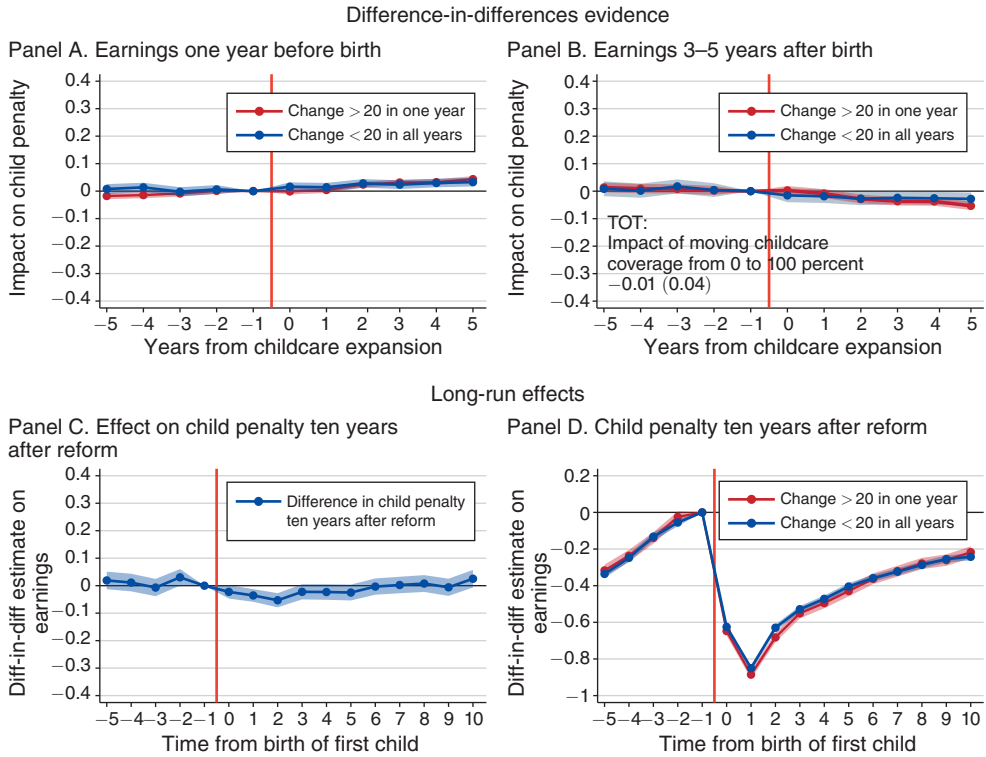 Difference-in-differences evidence
Panel A. Earnings one year before birth
Impact on child penalty
0.4
0.3
0.2
0.1
0
−0.1
−0.2
−0.3
−0.4
Change > 20 in one year
Change < 20 in all years
−5 −4 −3 −2 −1 0 1 2 3 4 5
Years from childcare expansion
Panel B. Earnings 3–5 years after birth
Impact on child penalty
0.4
0.3
0.2
0.1
0
−0.1
−0.2
−0.3
−0.4
Change > 20 in one year
Change < 20 in all years
TOT:
Impact of moving childcare
coverage from 0 to 100 percent
−0.01 (0.04)
−5 −4 −3 −2 −1 0 1 2 3 4 5
Years from childcare expansion
Long-run effects
Panel C. Effect on child penalty ten years
after reform
Diff-in-diff estimate on
earnings
0.4
0.3
0.2
0.1
0
−0.1
−0.2
−0.3
−0.4
Difference in child penalty
ten years after reform
−5 −4 −3 −2 −1 0 1 2 3 4 5 6 7 8 9 10
Time from birth of first child
Panel D. Child penalty ten years after reform
Diff-in-diff estimate on
earnings
0.2
0
−0.2
−0.4
−0.6
−0.8
−1
Change > 20 in one year
Change < 20 in all years
−5 −4 −3 −2 −1 0 1 2 3 4 5 6 7 8 9 10
Time from birth of first child